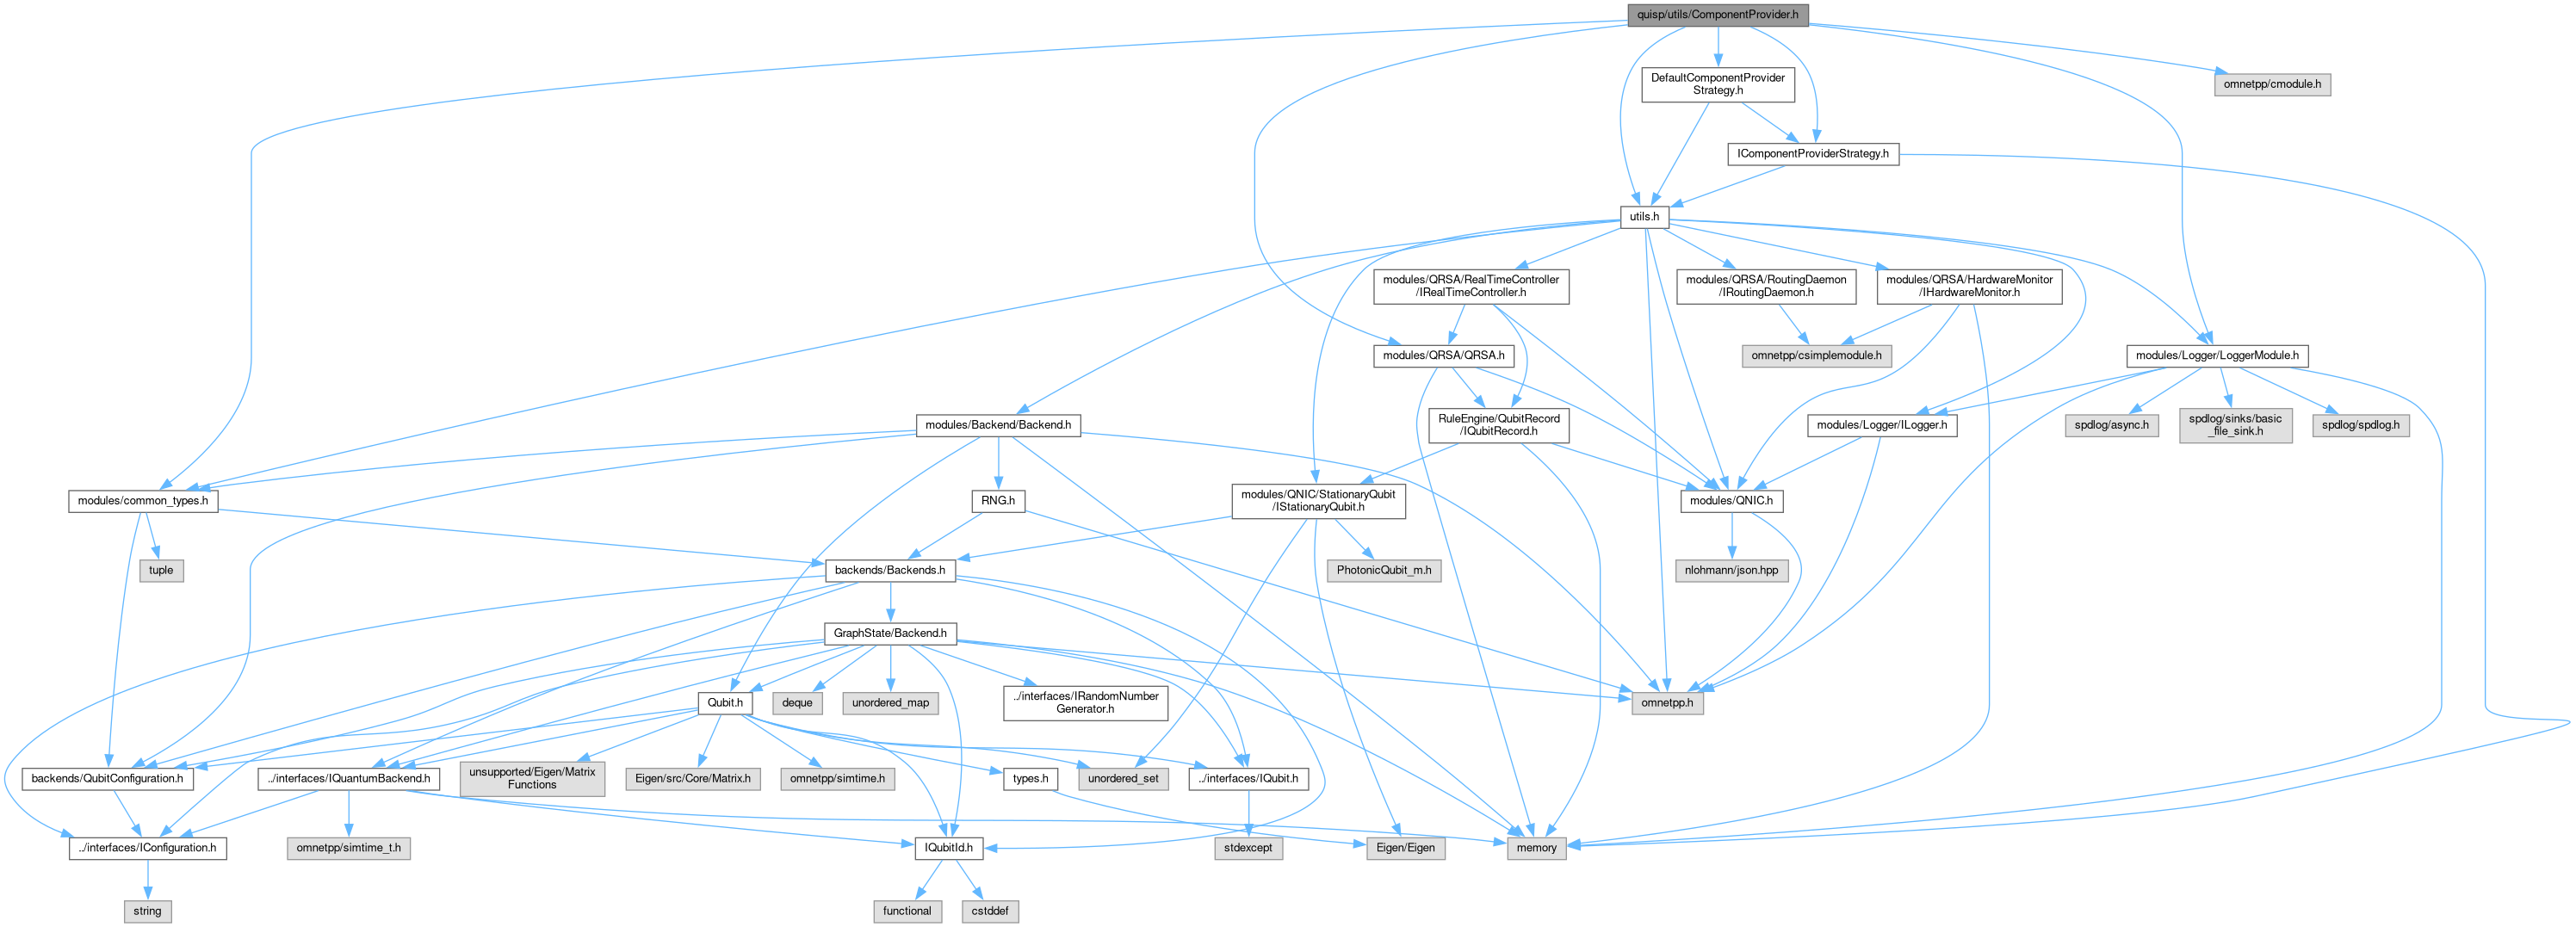 quisp/utils/ComponentProvider.h
DefaultComponentProvider
Strategy.h
omnetpp/cmodule.h
IComponentProviderStrategy.h
utils.h
modules/QRSA/RealTimeController
/IRealTimeController.h
modules/QRSA/RoutingDaemon
/IRoutingDaemon.h
modules/QRSA/HardwareMonitor
/IHardwareMonitor.h
modules/QRSA/QRSA.h
omnetpp/csimplemodule.h
modules/Logger/LoggerModule.h
modules/Backend/Backend.h
RuleEngine/QubitRecord
/IQubitRecord.h
modules/Logger/ILogger.h
spdlog/async.h
spdlog/sinks/basic
_file_sink.h
spdlog/spdlog.h
modules/common_types.h
RNG.h
modules/QNIC/StationaryQubit
/IStationaryQubit.h
modules/QNIC.h
tuple
backends/Backends.h
PhotonicQubit_m.h
nlohmann/json.hpp
GraphState/Backend.h
Qubit.h
deque
unordered_map
../interfaces/IRandomNumber
Generator.h
omnetpp.h
backends/QubitConfiguration.h
../interfaces/IQuantumBackend.h
unsupported/Eigen/Matrix
Functions
Eigen/src/Core/Matrix.h
omnetpp/simtime.h
types.h
unordered_set
../interfaces/IQubit.h
../interfaces/IConfiguration.h
omnetpp/simtime_t.h
IQubitId.h
stdexcept
Eigen/Eigen
memory
string
functional
cstddef